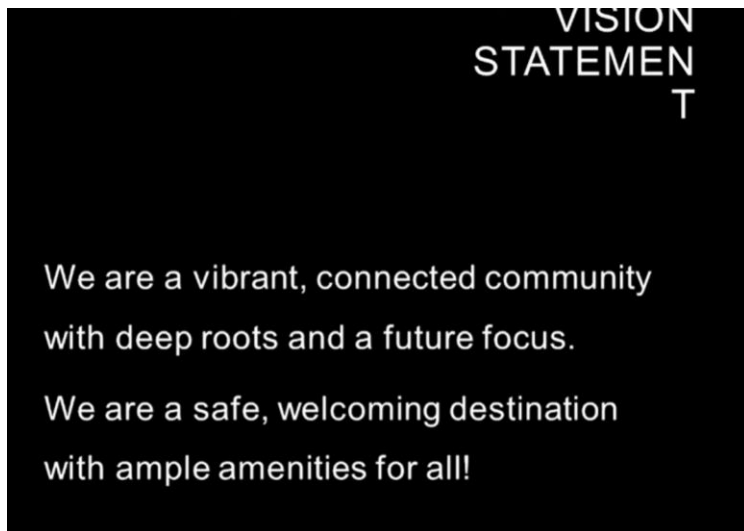 VISION
STATEMEN
T
We are a vibrant, connected community
with deep roots and a future focus.
We are a safe, welcoming destination
with ample amenities for all!